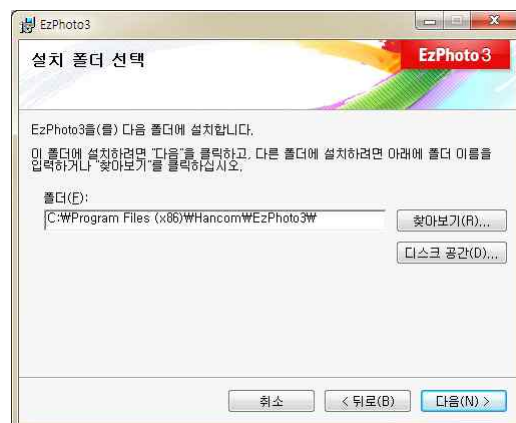 EzPhoto3
설치 폴더 선택
EzPhoto 3
EzPhoto3을(를) 다음 폴더에 설치합니다.
이 폴더에 설치하려면 "다음"을 클릭하고, 다른 폴더에 설치하려면 아래에 폴더 이름을
입력하거나 "찾아보기"를 클릭하십시오.
폴더(F):
C:₩Program Files (x86)₩Hancom₩EzPhoto3₩
찾아보기(R)...
디스크 공간(D)...
취소
< 뒤로(B)
다음(N) >